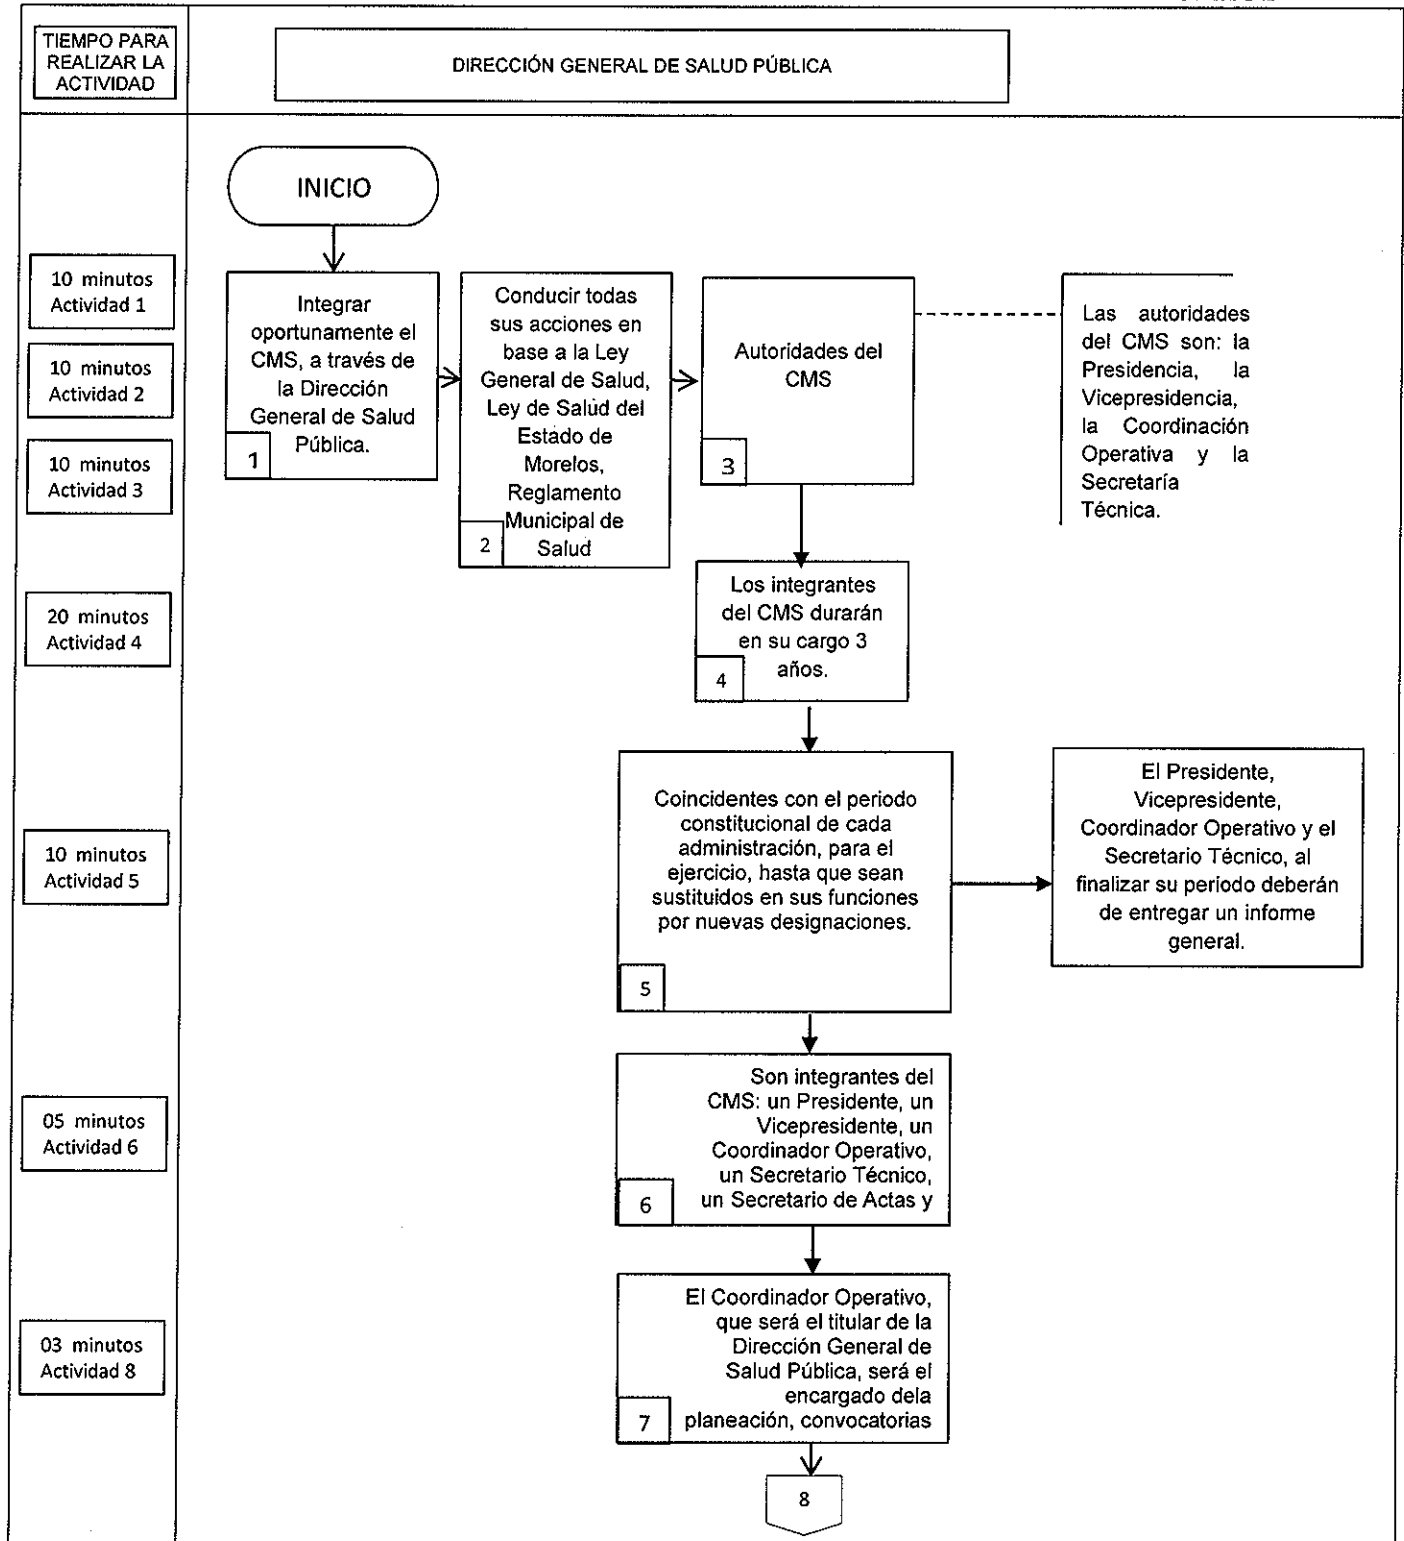 TIEMPO PARA
REALIZAR LA
ACTIVIDAD
DIRECCIÓN GENERAL DE SALUD PÚBLICA
INICIO
10 minutos
Actividad 1
10 minutos
Actividad 2
10 minutos
Actividad 3
Integrar
oportunamente el
CMS, a través de
la Dirección
General de Salud
Pública.
1
Conducir todas
sus acciones en
base a la Ley
General de Salud,
Ley de Salud del
Estado de
Morelos,
Reglamento
Municipal de
Salud
2
Autoridades del
CMS
3
Las autoridades
del CMS son: la
Presidencia, la
Vicepresidencia,
la Coordinación
Operativa y la
Secretaría
Técnica.
20 minutos
Actividad 4
Los integrantes
del CMS durarán
en su cargo 3
años.
4
10 minutos
Actividad 5
Coincidentes con el periodo
constitucional de cada
administración, para el
ejercicio, hasta que sean
sustituidos en sus funciones
por nuevas designaciones.
5
El Presidente,
Vicepresidente,
Coordinador Operativo y el
Secretario Técnico, al
finalizar su periodo deberán
de entregar un informe
general.
05 minutos
Actividad 6
Son integrantes del
CMS: un Presidente, un
Vicepresidente, un
Coordinador Operativo,
un Secretario Técnico,
un Secretario de Actas y
6
03 minutos
Actividad 8
El Coordinador Operativo,
que será el titular de la
Dirección General de
Salud Pública, será el
encargado dela
planeación, convocatorias
7
8